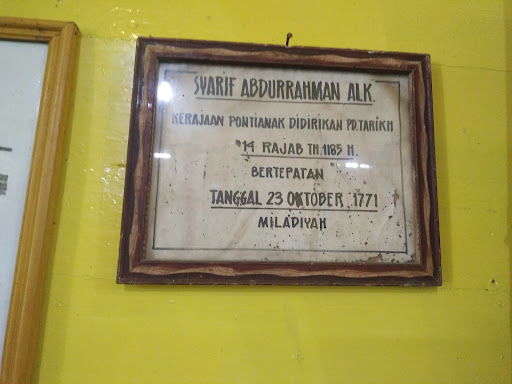 SYARIF ABDURRAHMAN ALK.
KERAJAAN PONTIANAK DIDIRIKAN PD.TARIKH
14 RAJAB TH.1185 H.
BERTEPATAN
TANGGAL 23 OKTOBER 1771
MILADIYAH